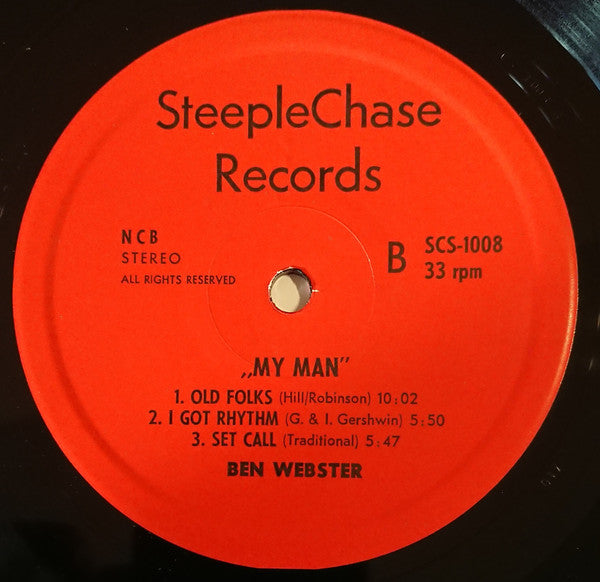 SteepleChase
Records
NCB
STEREO
ALL RIGHTS RESERVED
B
SCS-1008
33 rpm
„MY MAN"
1. OLD FOLKS (Hill/Robinson) 10:02
2. I GOT RHYTHM (G. & I. Gershwin) 5:50
3. SET CALL (Traditional) 5:47
BEN WEBSTER